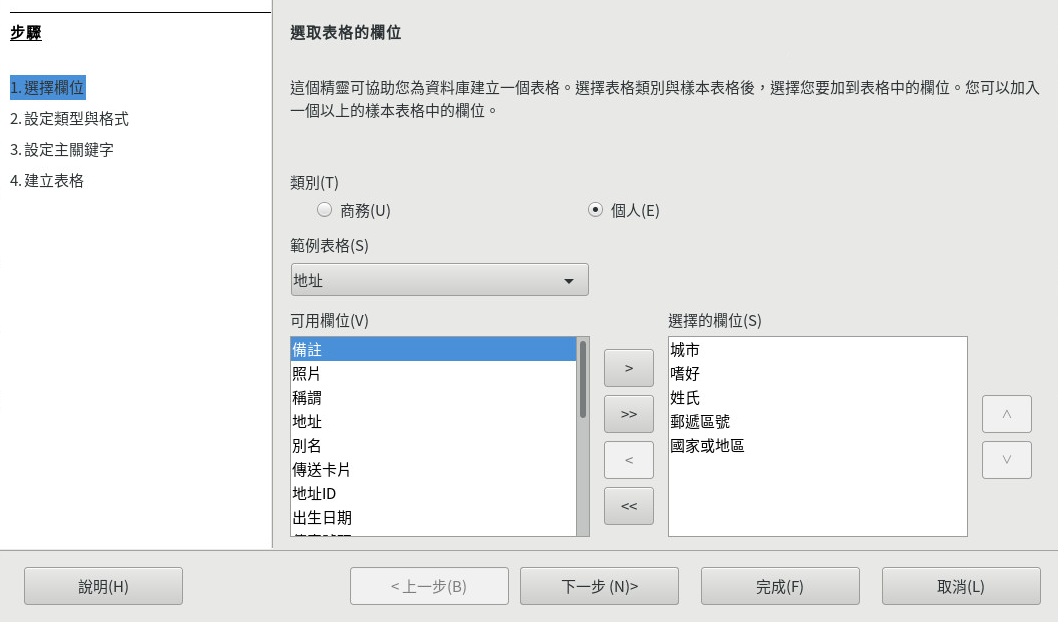 步驟
1. 選擇欄位
2. 設定類型與格式
3. 設定主關鍵字
4. 建立表格
選取表格的欄位
這個精靈可協助您為資料庫建立一個表格。選擇表格類別與樣本表格後，選擇您要加到表格中的欄位。您可以加入
一個以上的樣本表格中的欄位。
類別(T)
商務(U)
個人(E)
範例表格(S)
地址
可用欄位(V)
備註
照片
稱謂
地址
別名
傳送卡片
地址ID
出生日期
>
>>
<
<<
選擇的欄位(S)
城市
嗜好
姓氏
郵遞區號
國家或地區
說明(H)
< 上一步(B)
下一步 (N)>
完成(F)
取消(L)